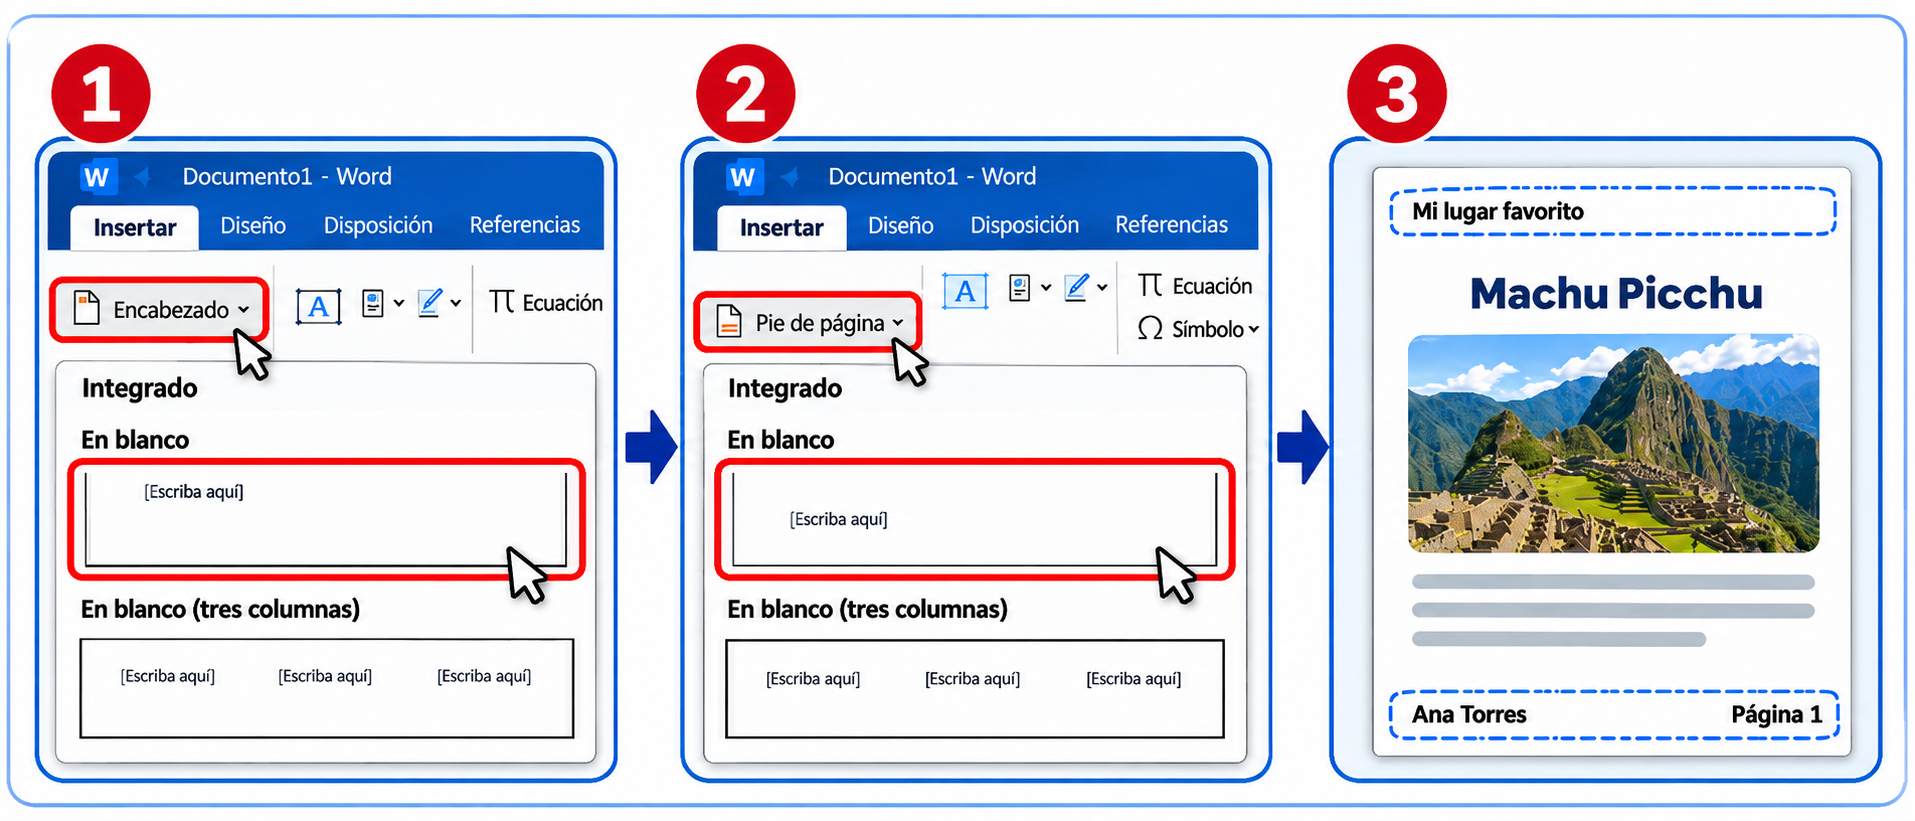 1
W Documento1 - Word
Insertar Diseño Disposición Referencias
Encabezado
A
π Ecuación
Integrado
En blanco
[Escriba aquí]
En blanco (tres columnas)
[Escriba aquí] [Escriba aquí] [Escriba aquí]
2
W Documento1 - Word
Insertar Diseño Disposición Referencias
Pie de página
A
π Ecuación
Ω Símbolo
Integrado
En blanco
[Escriba aquí]
En blanco (tres columnas)
[Escriba aquí] [Escriba aquí] [Escriba aquí]
3
Mi lugar favorito
Machu Picchu
Ana Torres Página 1